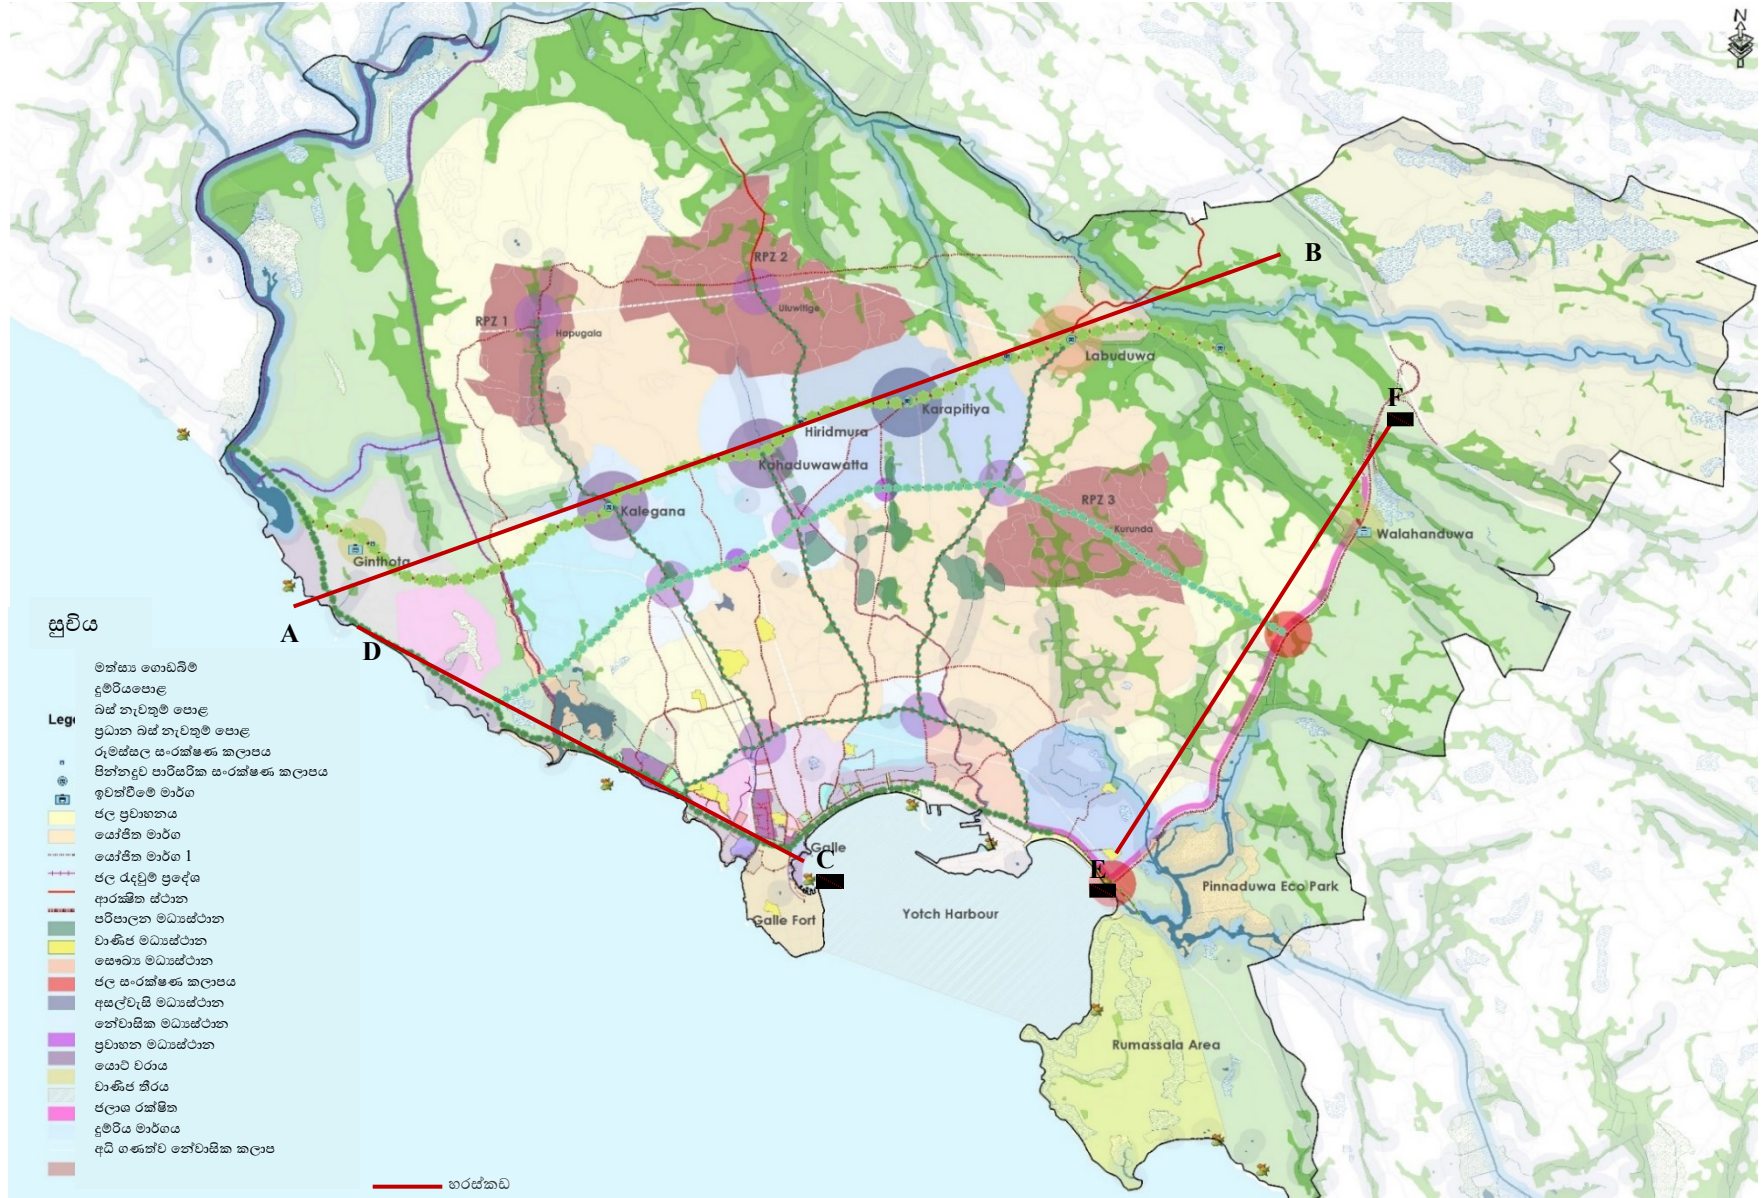 N
B
RPZ 2
Uluwitige
RPZ 1
Hapugala
Labuduwa
F
Karapitiya
Hiridmura
Kahaduwawatta
RPZ 3
Kurunda
Kalegana
Walahanduwa
Ginthota
A
D
Galle
C
E
Pinnaduwa Eco Park
Galle Fort
Yotch Harbour
Rumassala Area
සූචිය
Lege
මත්ස්‍ය ගොඩබිම්
දුම්රියපොළ
බස් නැවතුම් පොළ
ප්‍රධාන බස් නැවතුම් පොළ
රූමස්සල සංරක්ෂණ කලාපය
පින්නදූව පාරිසරික සංරක්ෂණ කලාපය
ඉවත්වීමේ මාර්ග
ජල ප්‍රවාහනය
යෝජිත මාර්ග
යෝජිත මාර්ග 1
ජල රැඳවුම් ප්‍රදේශ
ආරක්‍ෂිත ස්ථාන
පරිපාලන මධ්‍යස්ථාන
වාණිජ මධ්‍යස්ථාන
සෞඛ්‍ය මධ්‍යස්ථාන
ජල සංරක්ෂණ කලාපය
අසල්වැසි මධ්‍යස්ථාන
නේවාසික මධ්‍යස්ථාන
ප්‍රවාහන මධ්‍යස්ථාන
යොට් වරාය
වාණිජ තීරය
ජලාශ රක්ෂිත
දුම්රිය මාර්ගය
අධි ගණත්ව නේවාසික කලාප
හරස්කඩ